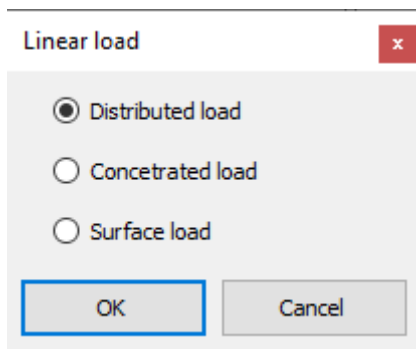 Linear load
x
Distributed load
Concetrated load
Surface load
OK Cancel